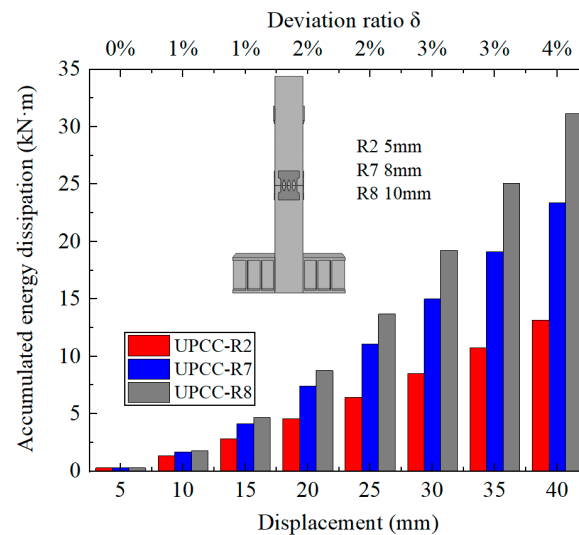 Deviation ratio δ
0% 1% 1% 2% 2% 3% 3% 4%
35
30
25
20
15
10
5
0
Accumulated energy dissipation (kN·m)
R2 5mm
R7 8mm
R8 10mm
UPCC-R2
UPCC-R7
UPCC-R8
5 10 15 20 25 30 35 40
Displacement (mm)